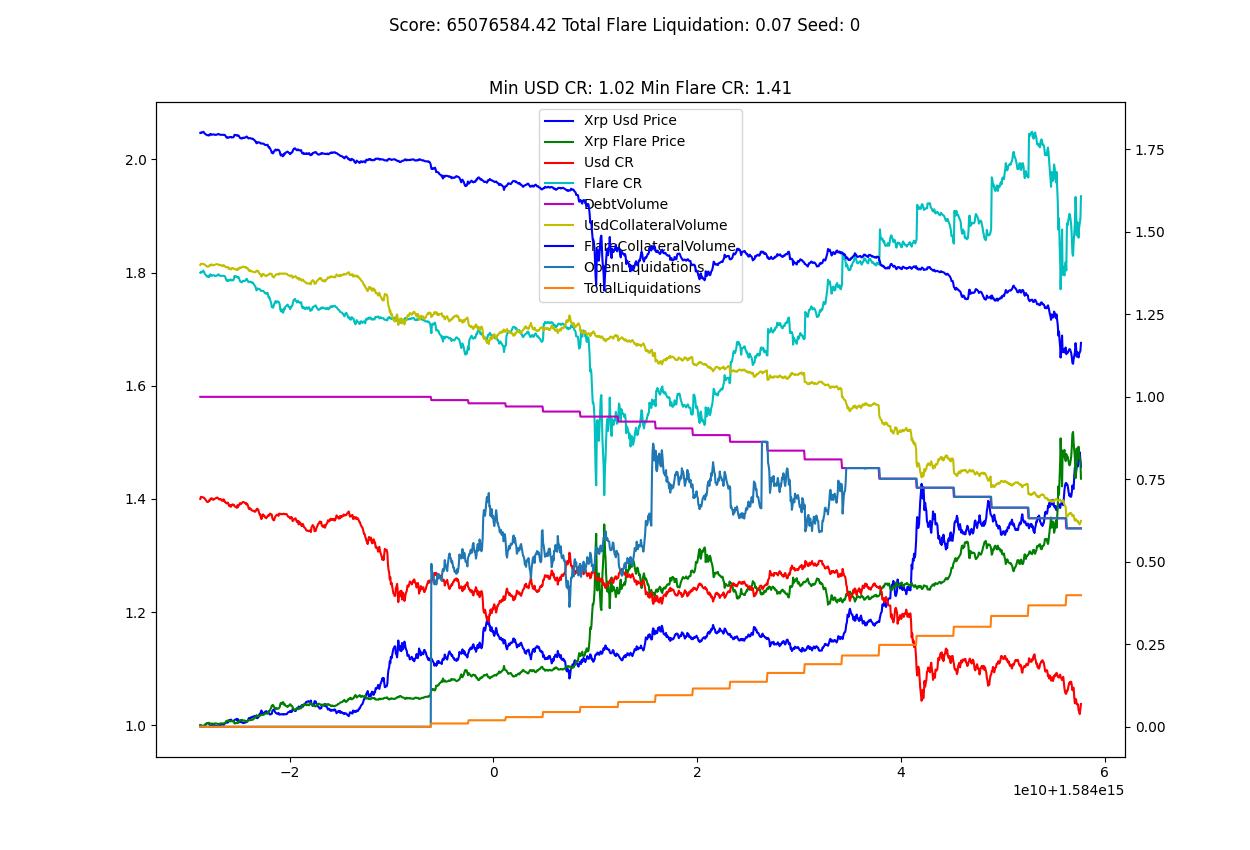 Score: 65076584.42 Total Flare Liquidation: 0.07 Seed: 0
Min USD CR: 1.02 Min Flare CR: 1.41
Xrp Usd Price
Xrp Flare Price
Usd CR
Flare CR
DebtVolume
UsdCollateralVolume
FlareCollateralVolume
OpenLiquidations
TotalLiquidations
2.0
1.8
1.6
1.4
1.2
1.0
1.75
1.50
1.25
1.00
0.75
0.50
0.25
0.00
−2
0
2
4
6
1e10+1.584e15